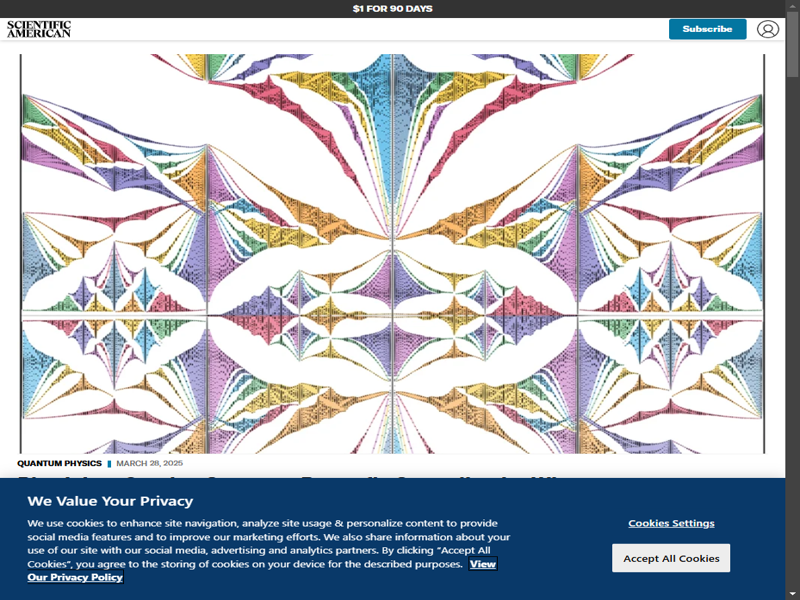 $1 FOR 90 DAYS
SCIENTIFIC
AMERICAN
Subscribe
QUANTUM PHYSICS
MARCH 28, 2025
We Value Your Privacy
We use cookies to enhance site navigation, analyze site usage & personalize content to provide
social media features and to improve our marketing efforts. We also share information about your
use of our site with our social media, advertising and analytics partners. By clicking "Accept All
Cookies", you agree to the storing of cookies on your device for the described purposes. View
Our Privacy Policy
Cookies Settings
Accept All Cookies